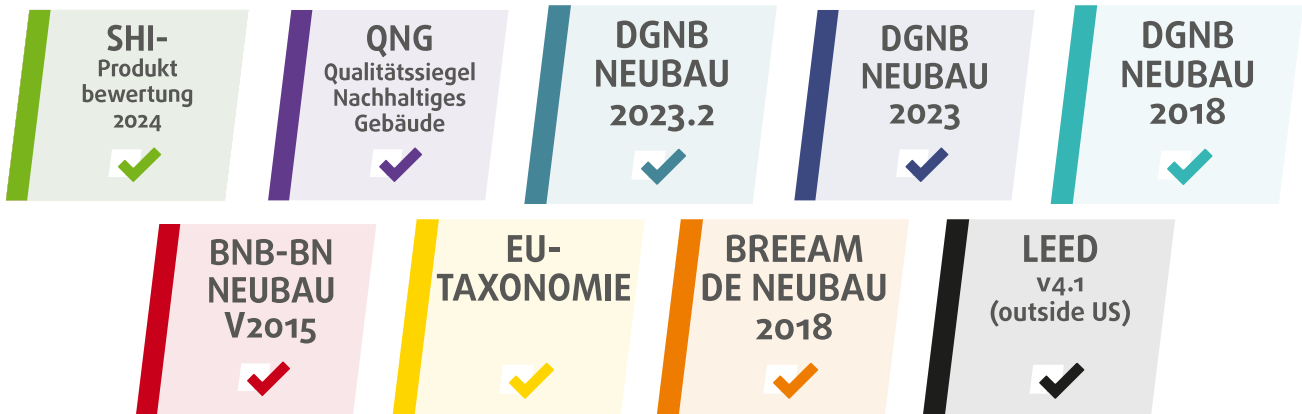 SHI-
Produkt
bewertung
2024
QNG
Qualitätssiegel
Nachhaltiges
Gebäude
DGNB
NEUBAU
2023.2
DGNB
NEUBAU
2023
DGNB
NEUBAU
2018
BNB-BN
NEUBAU
V2015
EU-
TAXONOMIE
BREEAM
DE NEUBAU
2018
LEED
v4.1
(outside US)